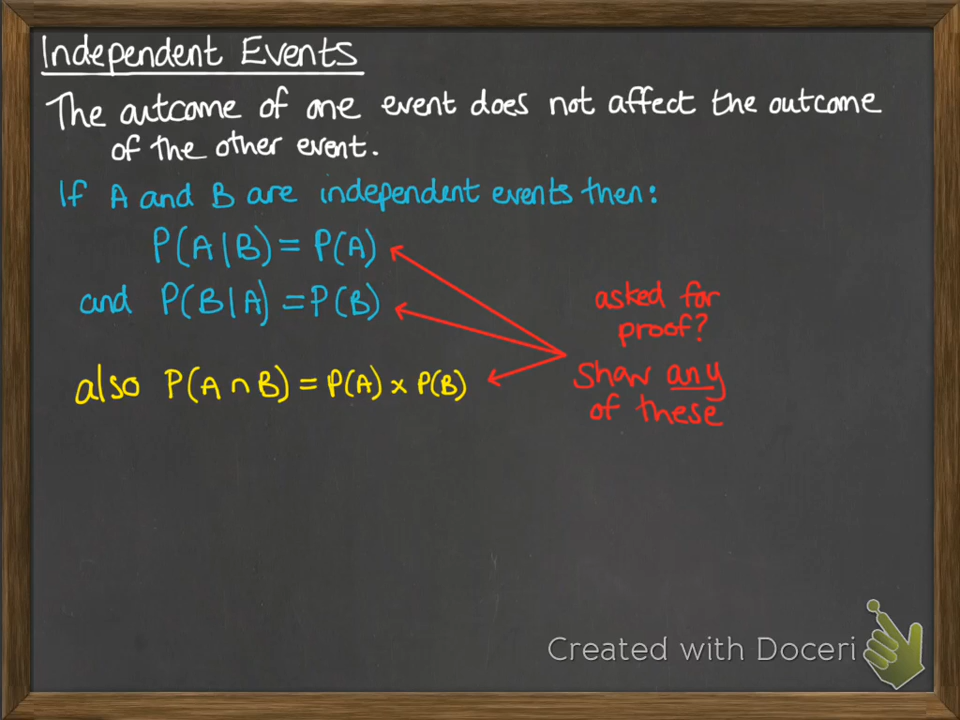 Independent Events
The outcome of one event does not affect the outcome
of the other event.
If A and B are independent events then:
P(A|B) = P(A)
and P(B|A) = P(B)
also P(A ∩ B) = P(A) × P(B)
asked for
proof?
Show any
of these
Created with Doceri